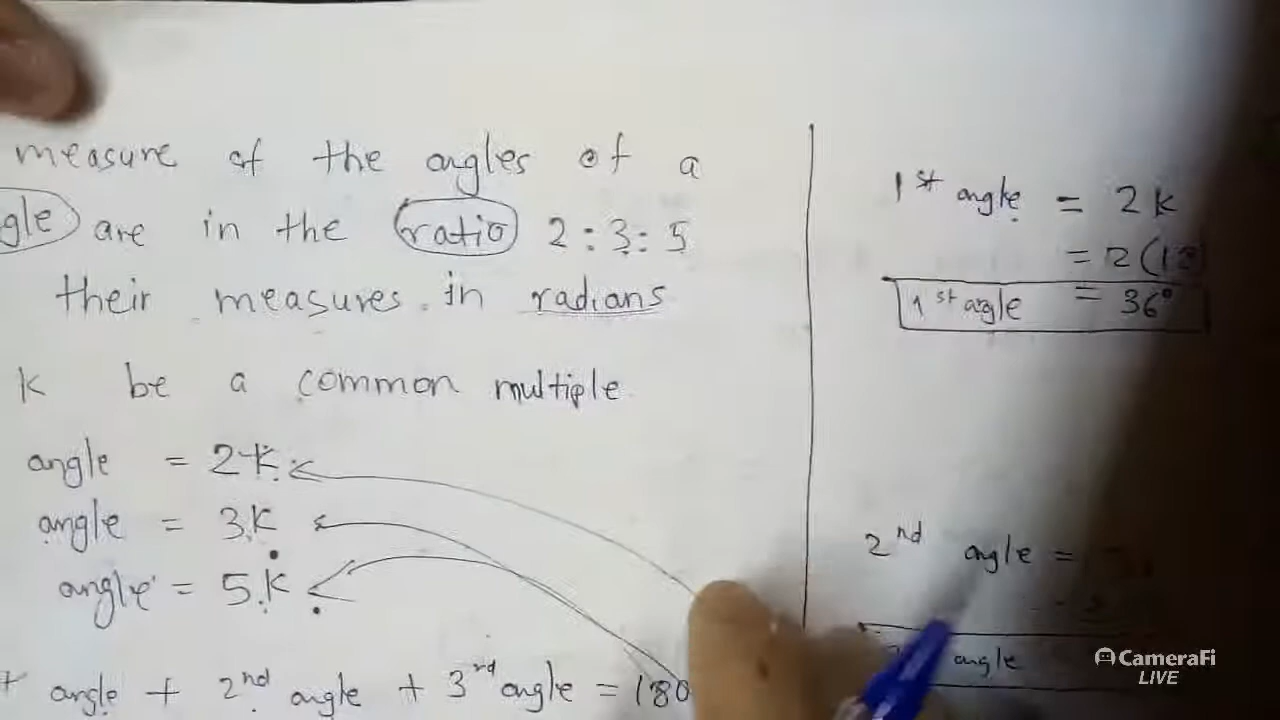 measure of the angles of a
gle are in the ratio 2:3:5
their measures in radians
k be a common multiple
angle = 2k
angle = 3k
angle = 5k
angle + 2nd angle + 3rd angle = 180
1st angle = 2k
= 2(18)
1st angle = 36°
2nd angle =
angle
CameraFi
LIVE